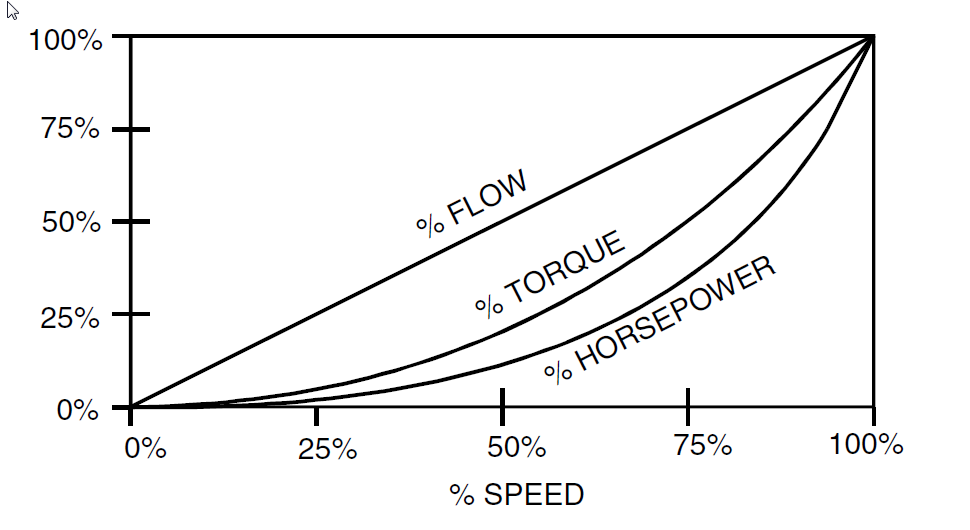 100%
75%
50%
25%
0%
% FLOW
% TORQUE
% HORSEPOWER
0%
25%
50%
75%
100%
% SPEED